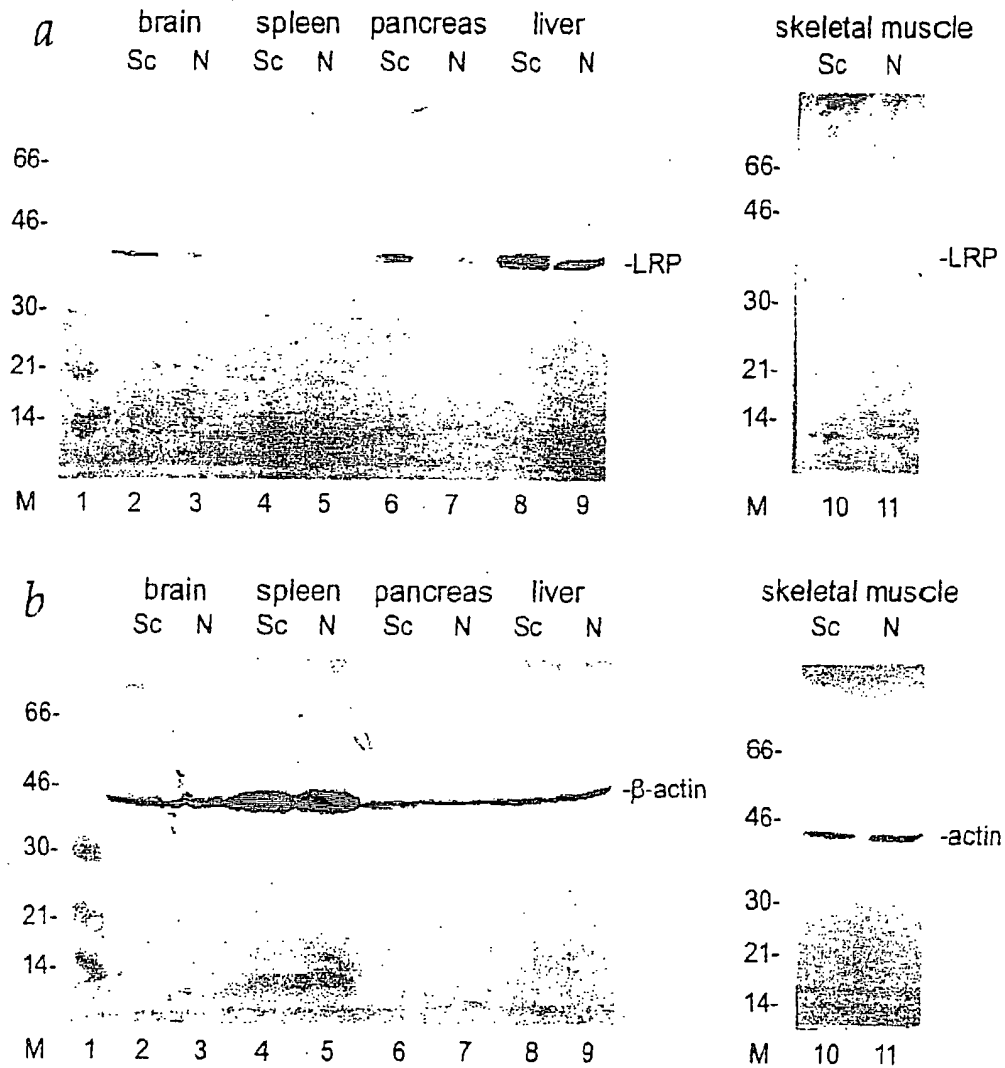 a
brain spleen pancreas liver skeletal muscle
Sc N Sc N Sc N Sc N Sc N
66- 66-
46- 46-
-LRP -LRP
30- 30-
21- 21-
14- 14-
M 1 2 3 4 5 6 7 8 9 M 10 11
b
brain spleen pancreas liver skeletal muscle
Sc N Sc N Sc N Sc N Sc N
66- 66-
46- -β-actin 46-
30- -actin
21- 30-
14- 21-
14-
M 1 2 3 4 5 6 7 8 9 M 10 11